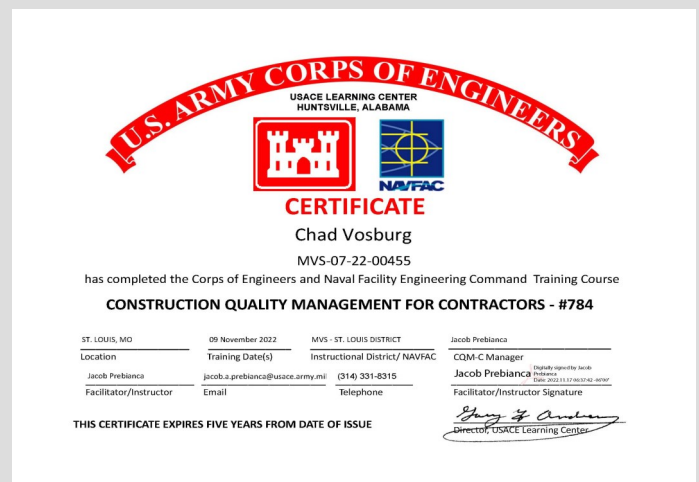 U.S. ARMY CORPS OF ENGINEERS
USACE LEARNING CENTER
HUNTSVILLE, ALABAMA
NAVFAC
CERTIFICATE
Chad Vosburg
MVS-07-22-00455
has completed the Corps of Engineers and Naval Facility Engineering Command Training Course
CONSTRUCTION QUALITY MANAGEMENT FOR CONTRACTORS - #784
ST. LOUIS, MO 09 November 2022 MVS - ST. LOUIS DISTRICT Jacob Prebianca
Location Training Date(s) Instructional District/ NAVFAC CQM-C Manager
Jacob Prebianca jacob.a.prebianca@usace.army.mil (314) 331-8315 Jacob Prebianca
Digitally signed by Jacob
Prebianca
Date: 2022.11.17
Facilitator/Instructor Email Telephone Facilitator/Instructor Signature
THIS CERTIFICATE EXPIRES FIVE YEARS FROM DATE OF ISSUE
Director, USACE Learning Center